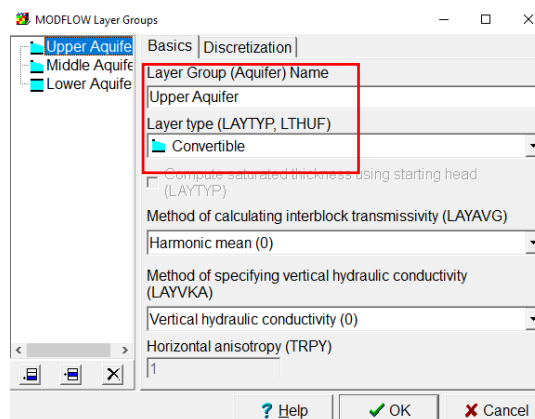 MODFLOW Layer Groups
Upper Aquife
Middle Aquife
Lower Aquife
Basics
Discretization
Layer Group (Aquifer) Name
Upper Aquifer
Layer type (LAYTYP, LTHUF)
Convertible
Compute saturated thickness using starting head
(LAYTYP)
Method of calculating interblock transmissivity (LAYAVG)
Harmonic mean (0)
Method of specifying vertical hydraulic conductivity
(LAYVKA)
Vertical hydraulic conductivity (0)
Horizontal anisotropy (TRPY)
1
? Help
OK
Cancel